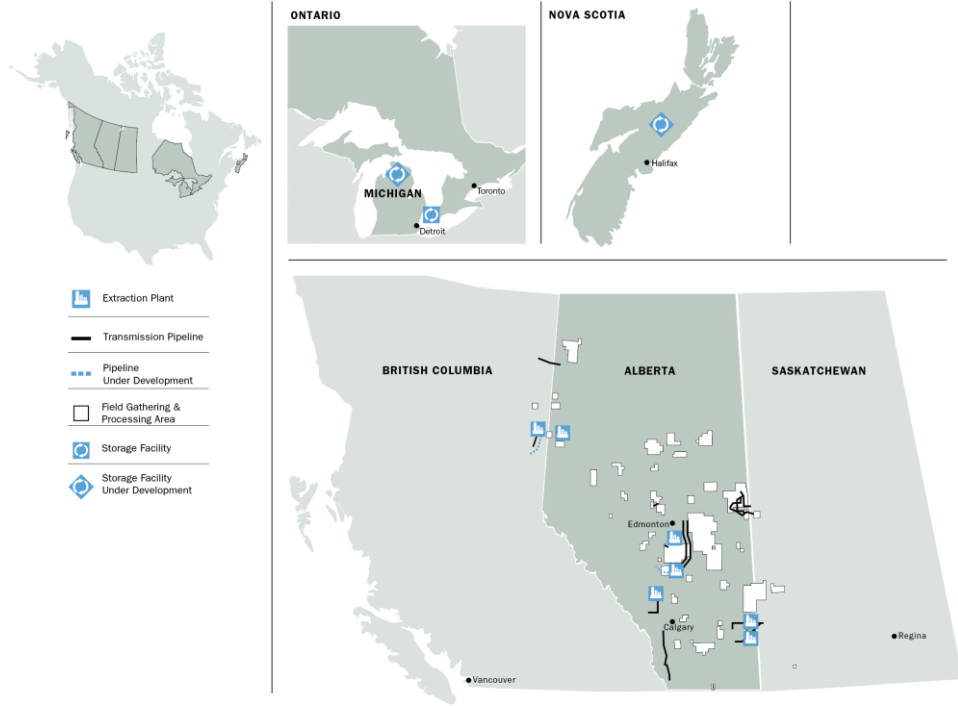 ONTARIO
MICHIGAN
Toronto
Detroit
NOVA SCOTIA
Halifax
Extraction Plant
Transmission Pipeline
Pipeline
Under Development
Field Gathering &
Processing Area
Storage Facility
Storage Facility
Under Development
BRITISH COLUMBIA
ALBERTA
SASKATCHEWAN
Edmonton
Calgary
Regina
Vancouver